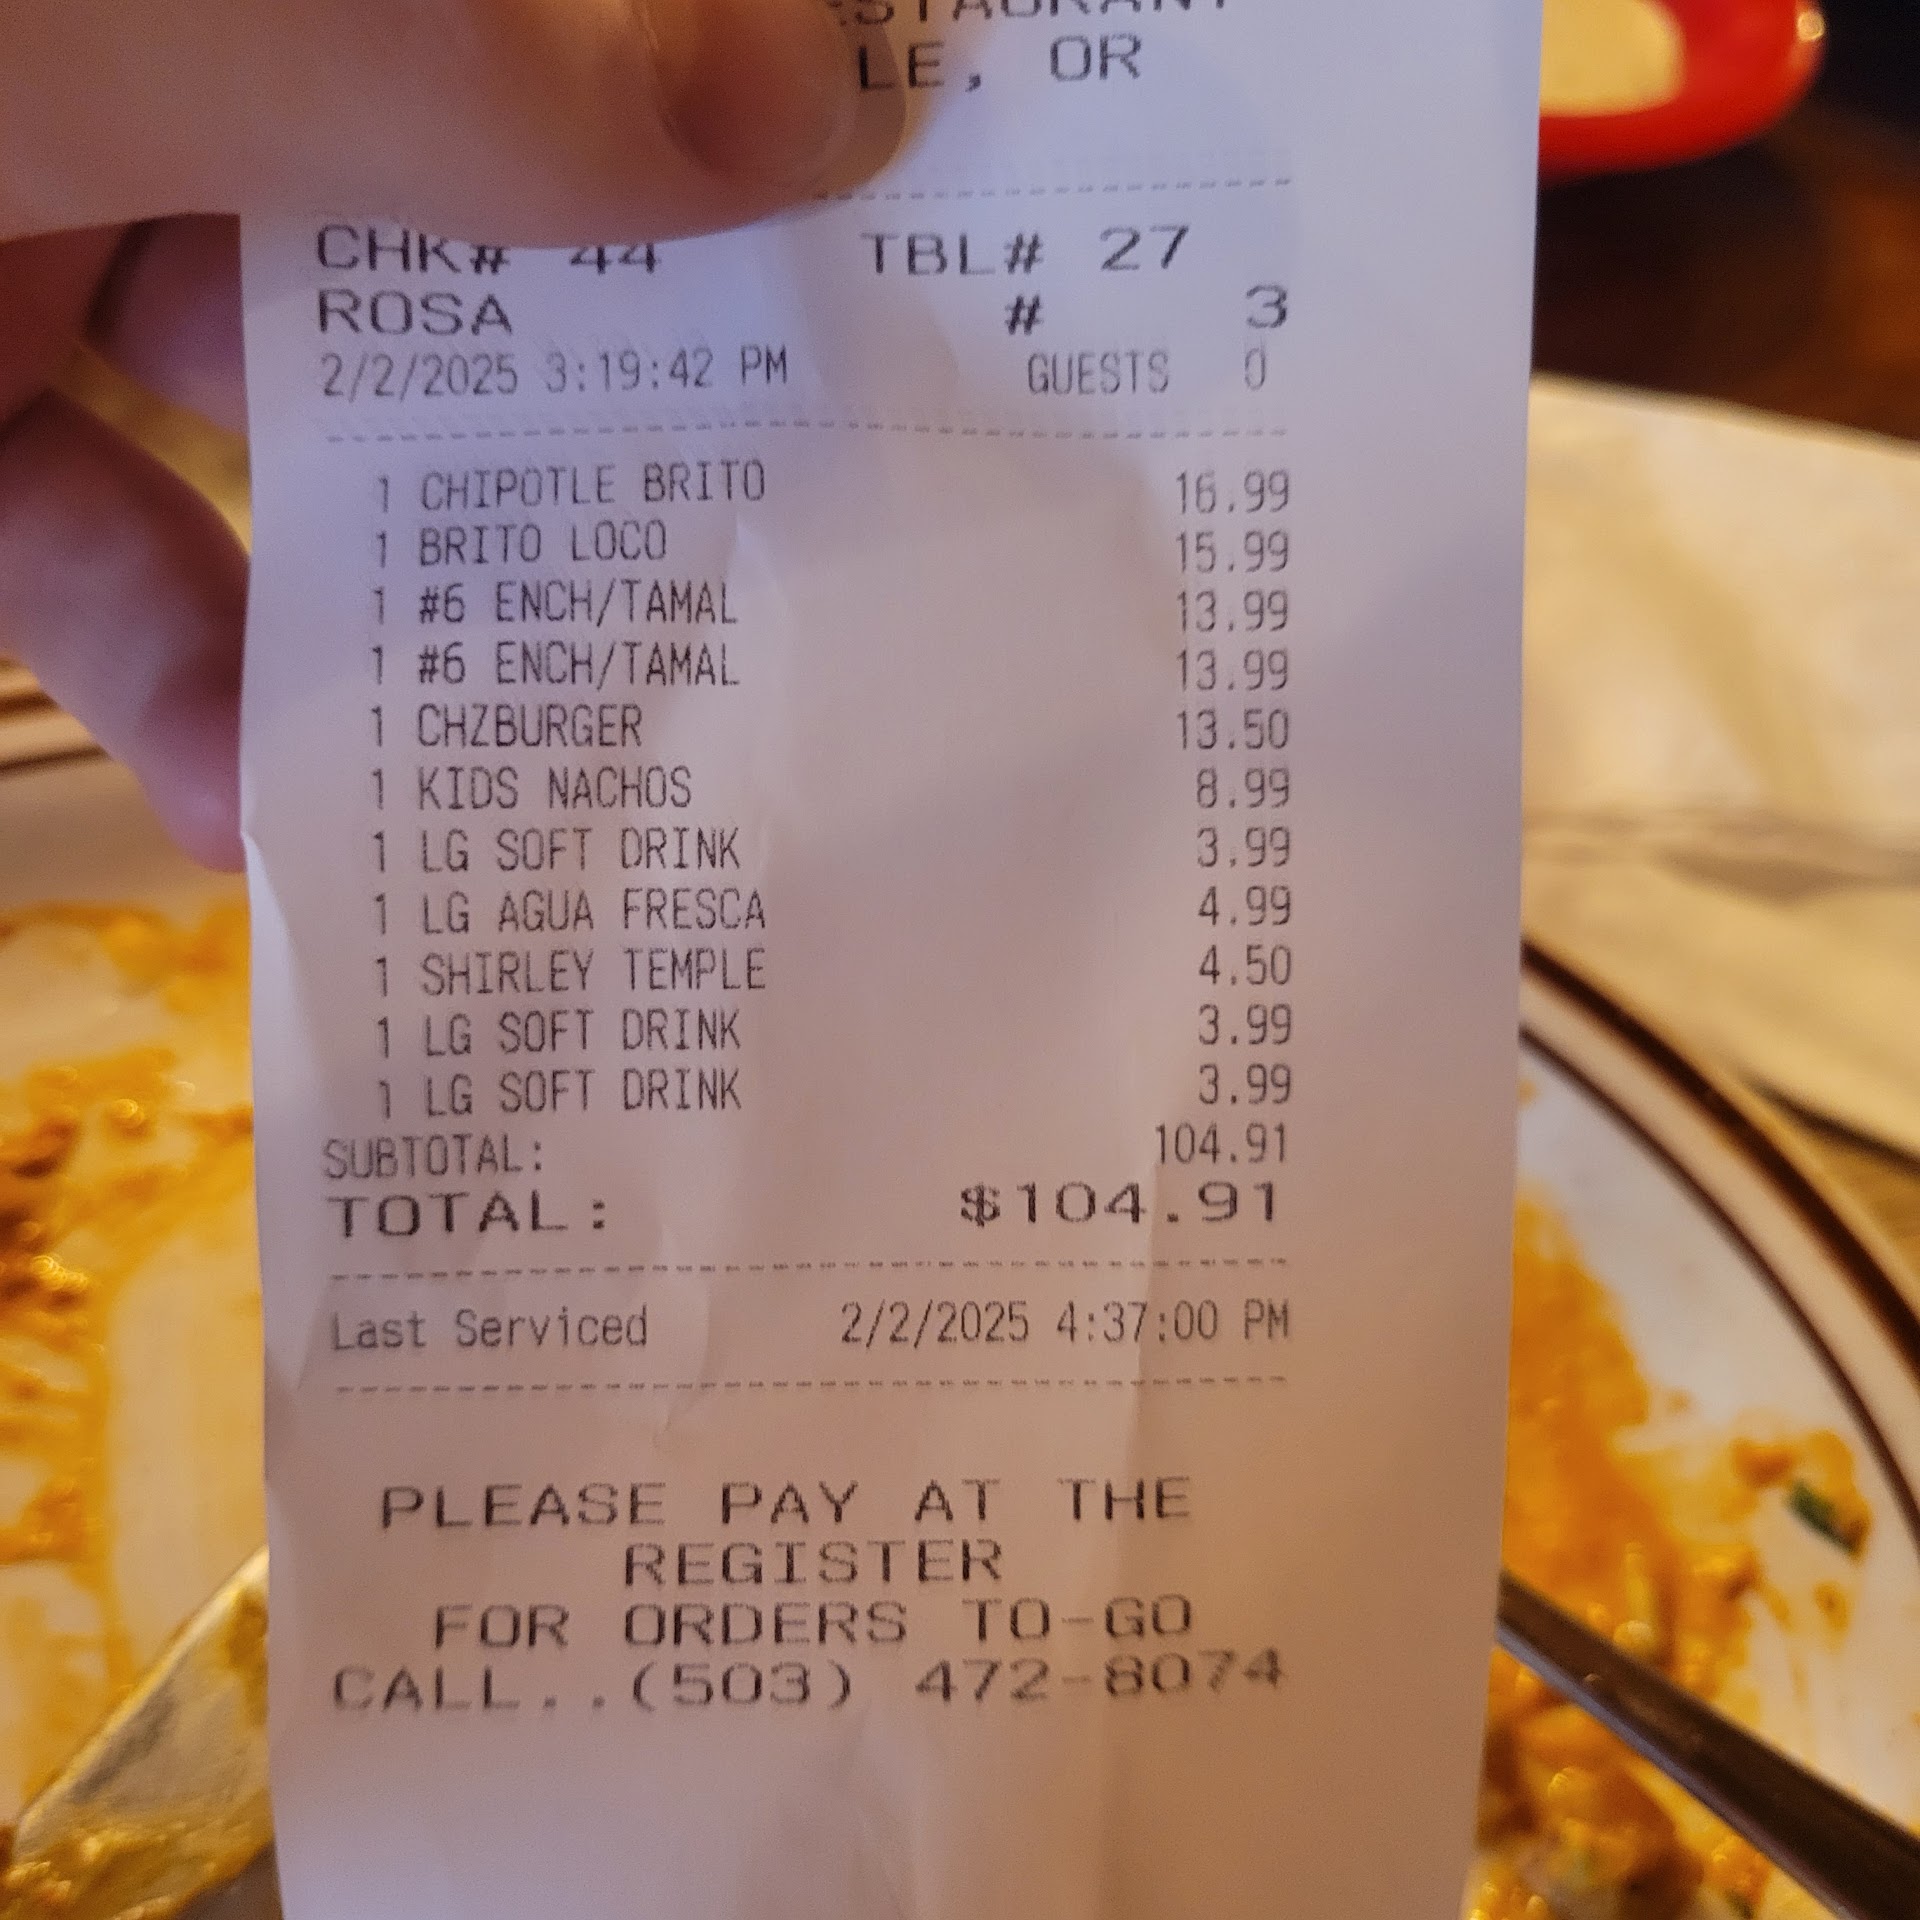 LE, OR
CHK# 44 TBL# 27
ROSA # 3
2/2/2025 3:19:42 PM GUESTS 0
1 CHIPOTLE BRITO 16.99
1 BRITO LOCO 15.99
1 #6 ENCH/TAMAL 13.99
1 #6 ENCH/TAMAL 13.99
1 CHZBURGER 13.50
1 KIDS NACHOS 8.99
1 LG SOFT DRINK 3.99
1 LG AGUA FRESCA 4.99
1 SHIRLEY TEMPLE 4.50
1 LG SOFT DRINK 3.99
1 LG SOFT DRINK 3.99
SUBTOTAL: 104.91
TOTAL: $104.91
Last Serviced 2/2/2025 4:37:00 PM
PLEASE PAY AT THE
REGISTER
FOR ORDERS TO-GO
CALL..(503) 472-8074